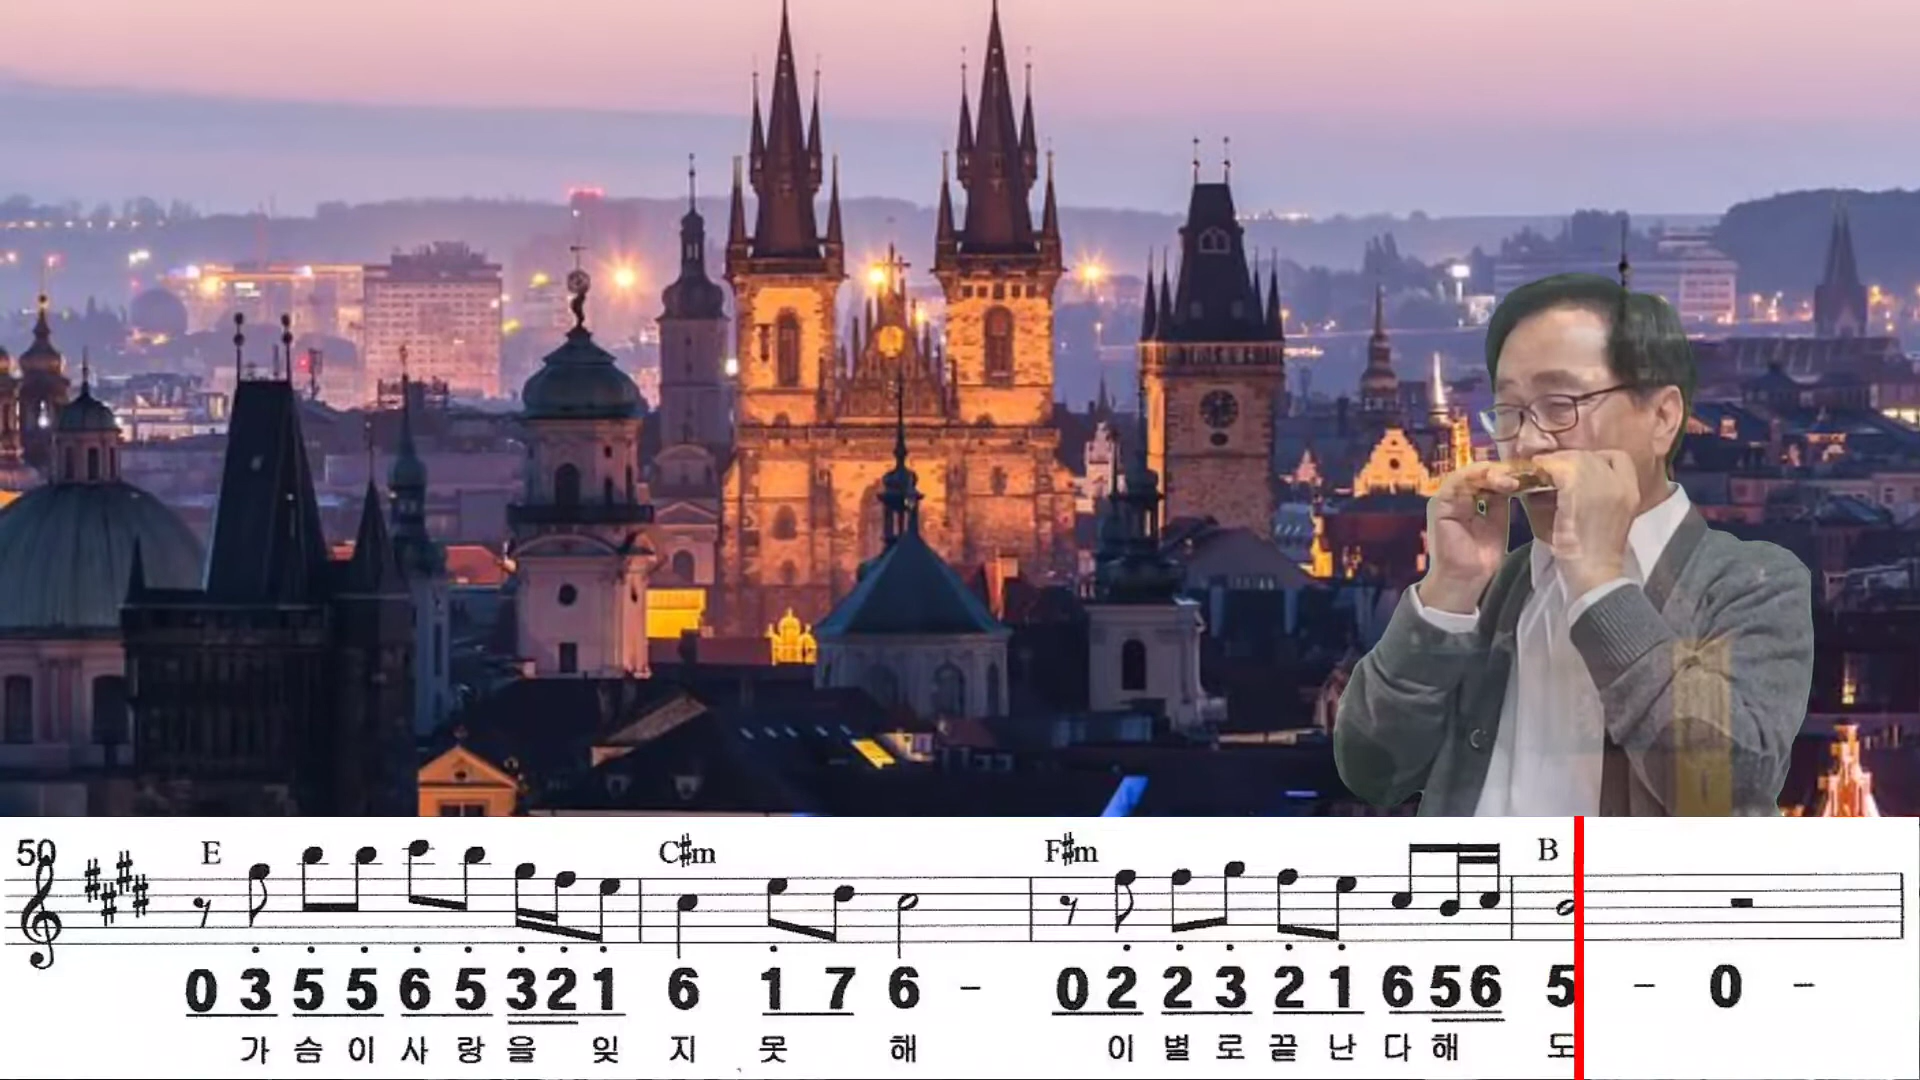 50 E C#m F#m B
0 3 5 5 6 5 3 2 1 6 1 7 6 - 0 2 2 3 2 1 6 5 6 5 - 0 -
가 슴 이 사 랑 을 잊 지 못 해 이 별 로 끝 난 다 해 도